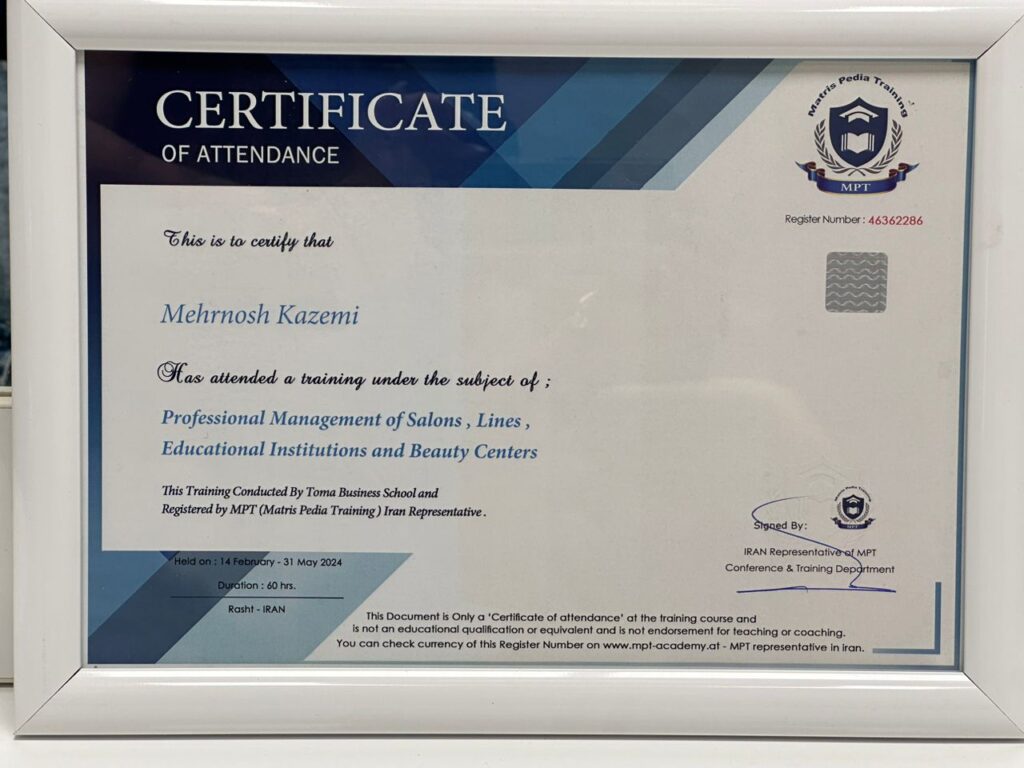 CERTIFICATE
OF ATTENDANCE
Matris Pedia Training
MPT
Register Number : 46362286
This is to certify that
Mehrnosh Kazemi
Has attended a training under the subject of ;
Professional Management of Salons , Lines ,
Educational Institutions and Beauty Centers
This Training Conducted By Toma Business School and
Registered by MPT (Matris Pedia Training ) Iran Representative .
Matris Pedia Training
MPT
Signed By :
IRAN Representative of MPT
Conference & Training Department
Held on : 14 February - 31 May 2024
Duration : 60 hrs.
Rasht - IRAN
This Document is Only a 'Certificate of attendance' at the training course and
is not an educational qualification or equivalent and is not endorsement for teaching or coaching.
You can check currency of this Register Number on www.mpt-academy.at - MPT representative in iran.